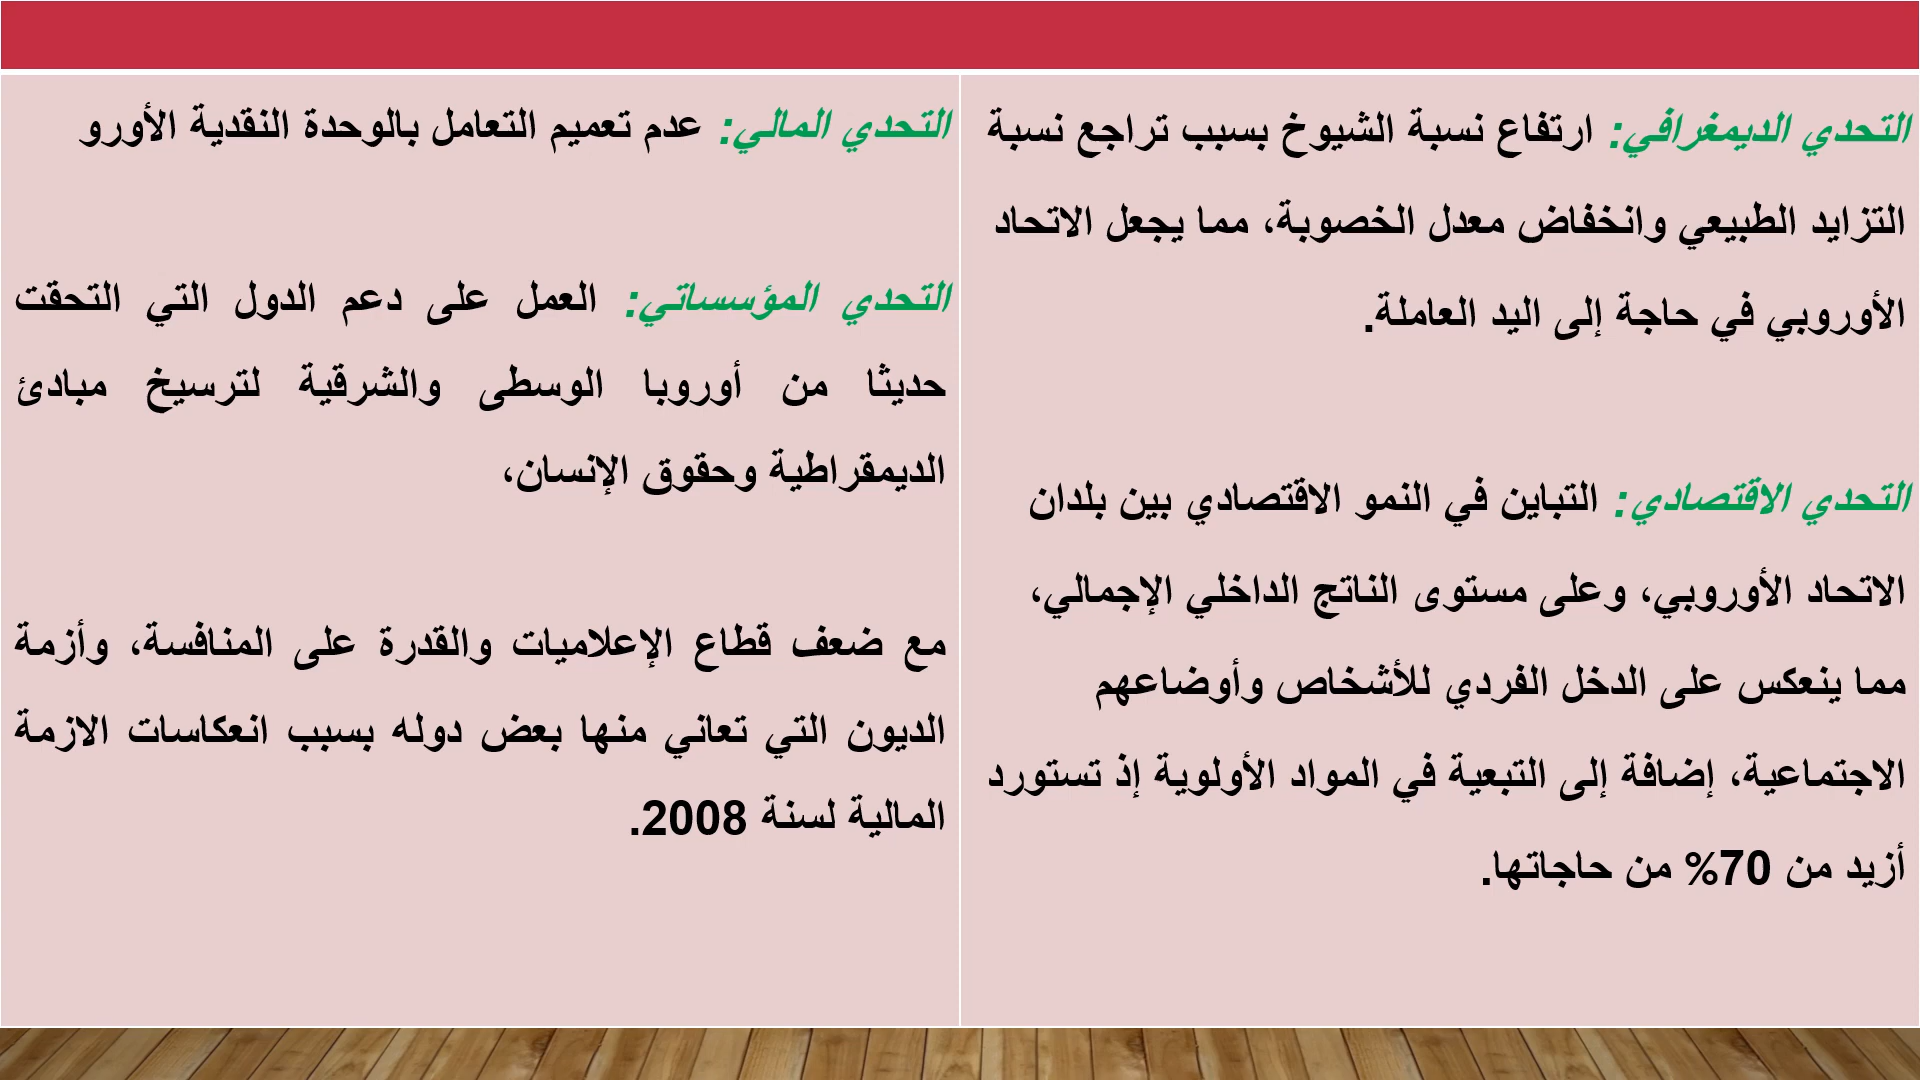 التحدي الديمغرافي: ارتفاع نسبة الشيوخ بسبب تراجع نسبة
التزايد الطبيعي وانخفاض معدل الخصوبة، مما يجعل الاتحاد
الأوروبي في حاجة إلى اليد العاملة.
التحدي الاقتصادي: التباين في النمو الاقتصادي بين بلدان
الاتحاد الأوروبي، وعلى مستوى الناتج الداخلي الإجمالي،
مما ينعكس على الدخل الفردي للأشخاص وأوضاعهم
الاجتماعية، إضافة إلى التبعية في المواد الأولوية إذ تستورد
أزيد من 70% من حاجاتها.
التحدي المالي: عدم تعميم التعامل بالوحدة النقدية الأورو
التحدي المؤسساتي: العمل على دعم الدول التي التحقت
حديثا من أوروبا الوسطى والشرقية لترسيخ مبادئ
الديمقراطية وحقوق الإنسان،
مع ضعف قطاع الإعلاميات والقدرة على المنافسة، وأزمة
الديون التي تعاني منها بعض دوله بسبب انعكاسات الازمة
المالية لسنة 2008.